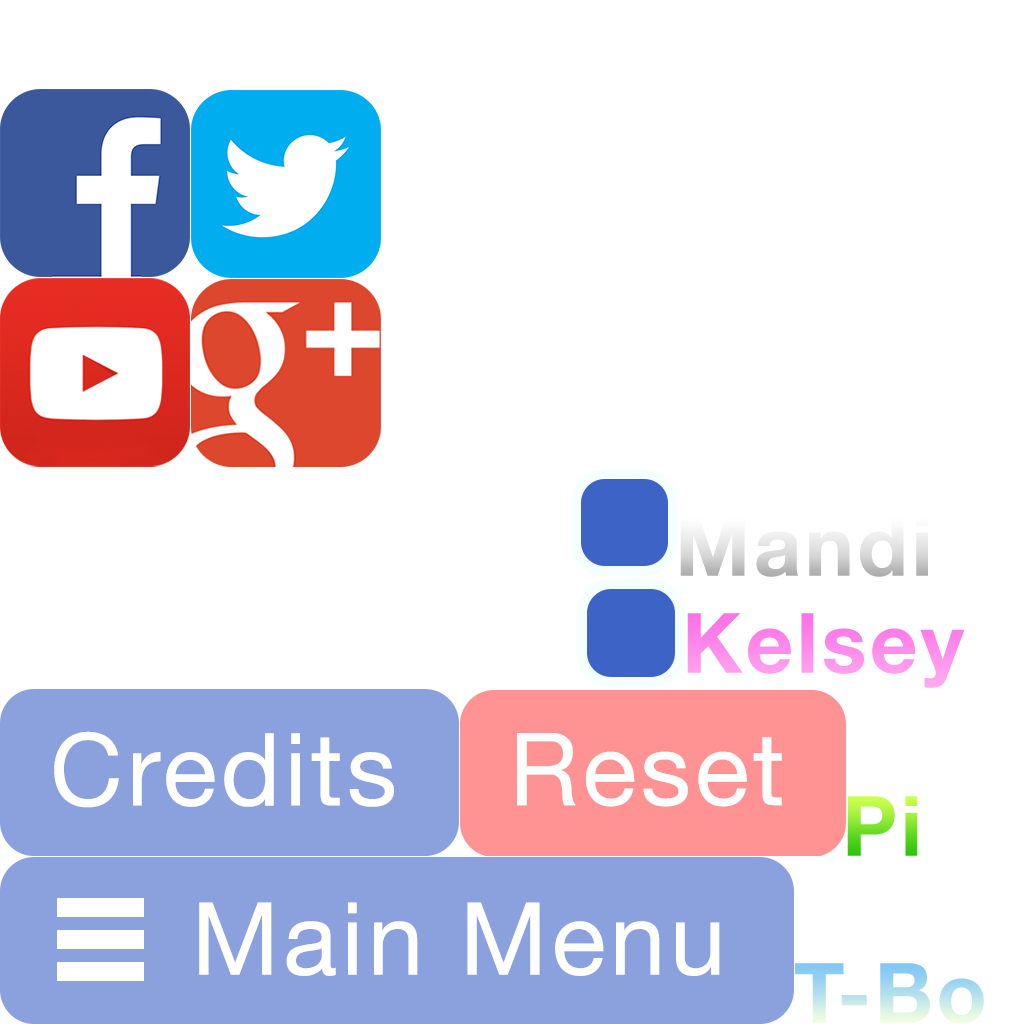 f
g+
Mandi
Kelsey
Credits
Reset
Pi
Main Menu
T-Bo